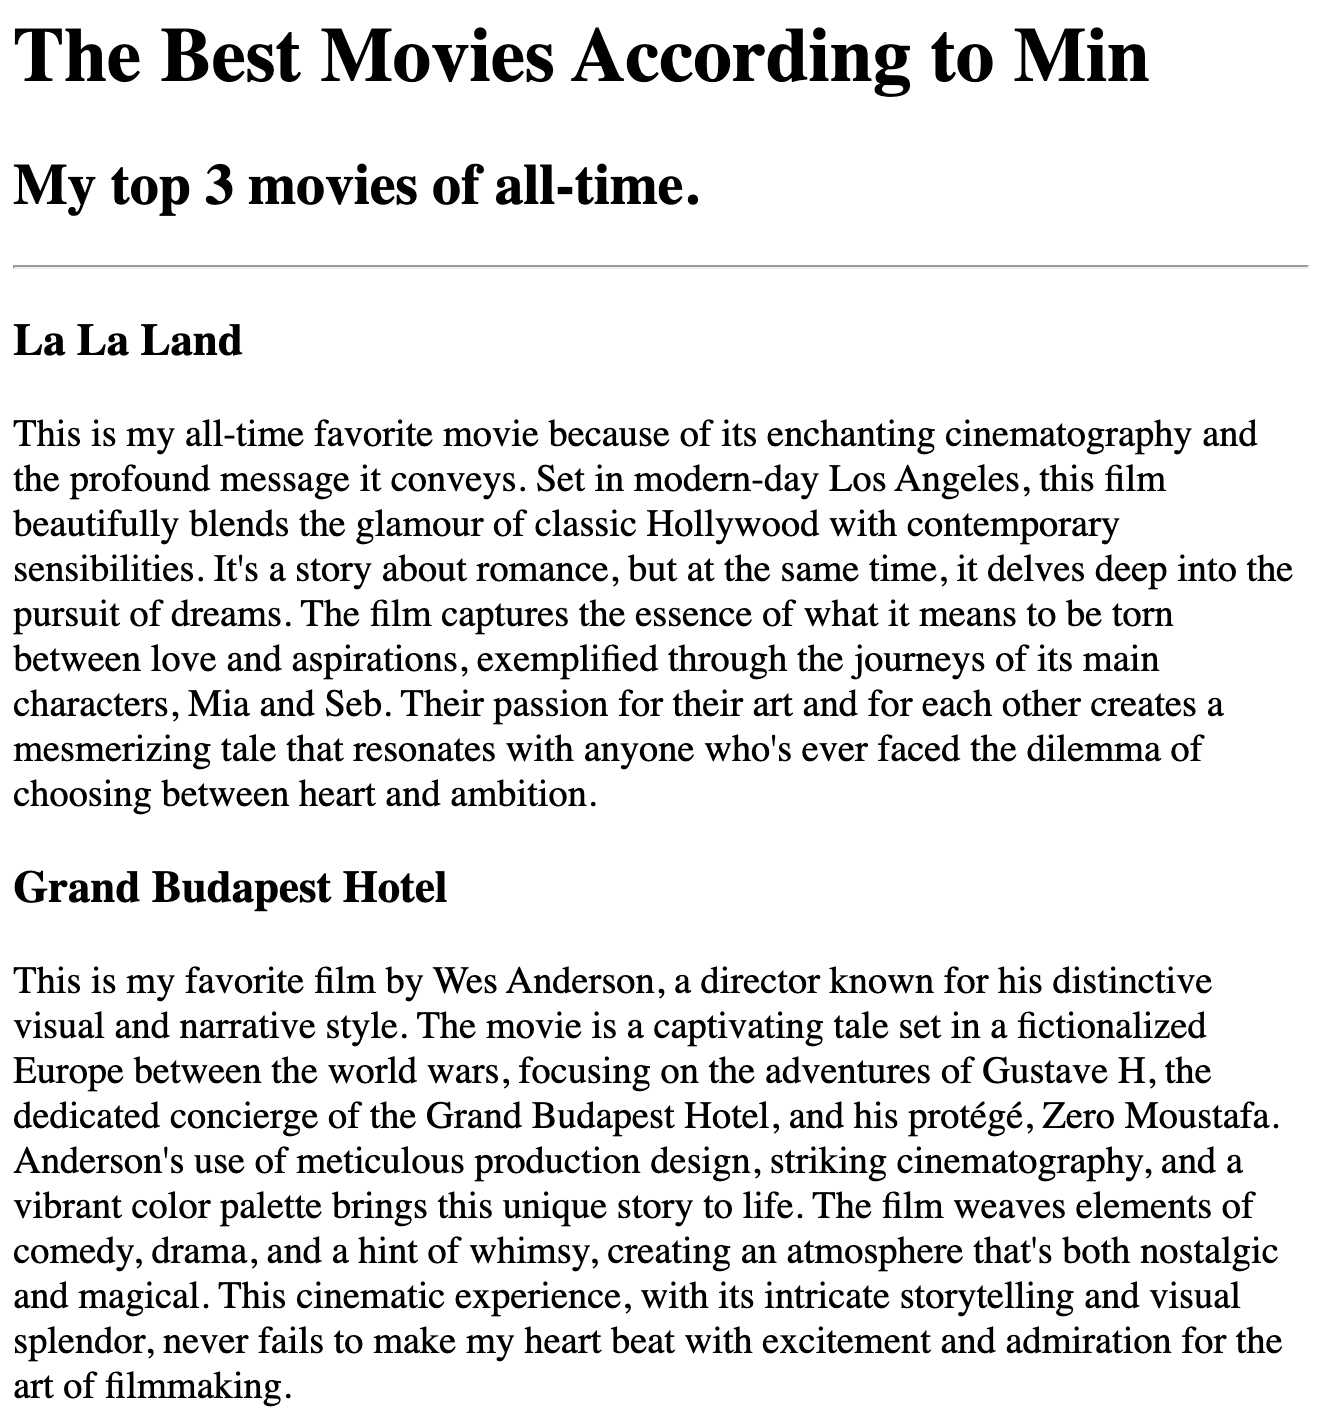 The Best Movies According to Min
My top 3 movies of all-time.
La La Land
This is my all-time favorite movie because of its enchanting cinematography and
the profound message it conveys. Set in modern-day Los Angeles, this film
beautifully blends the glamour of classic Hollywood with contemporary
sensibilities. It's a story about romance, but at the same time, it delves deep into the
pursuit of dreams. The film captures the essence of what it means to be torn
between love and aspirations, exemplified through the journeys of its main
characters, Mia and Seb. Their passion for their art and for each other creates a
mesmerizing tale that resonates with anyone who's ever faced the dilemma of
choosing between heart and ambition.
Grand Budapest Hotel
This is my favorite film by Wes Anderson, a director known for his distinctive
visual and narrative style. The movie is a captivating tale set in a fictionalized
Europe between the world wars, focusing on the adventures of Gustave H, the
dedicated concierge of the Grand Budapest Hotel, and his protégé, Zero Moustafa.
Anderson's use of meticulous production design, striking cinematography, and a
vibrant color palette brings this unique story to life. The film weaves elements of
comedy, drama, and a hint of whimsy, creating an atmosphere that's both nostalgic
and magical. This cinematic experience, with its intricate storytelling and visual
splendor, never fails to make my heart beat with excitement and admiration for the
art of filmmaking.